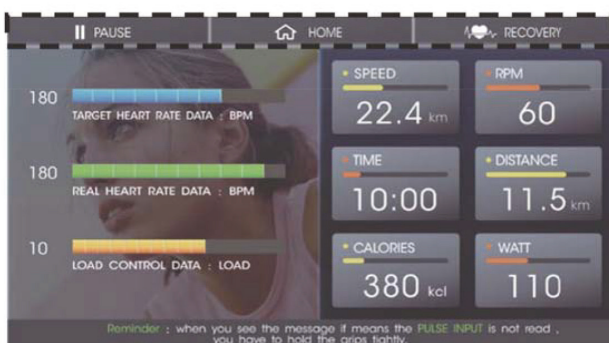 PAUSE
HOME
RECOVERY
180
TARGET HEART RATE DATA : BPM
180
REAL HEART RATE DATA : BPM
10
LOAD CONTROL DATA : LOAD
SPEED
22.4 km
RPM
60
TIME
10:00
DISTANCE
11.5 km
CALORIES
380 kcl
WATT
110
Reminder : when you see the message if means the PULSE INPUT is not read ,
you have to hold the grips tightly.